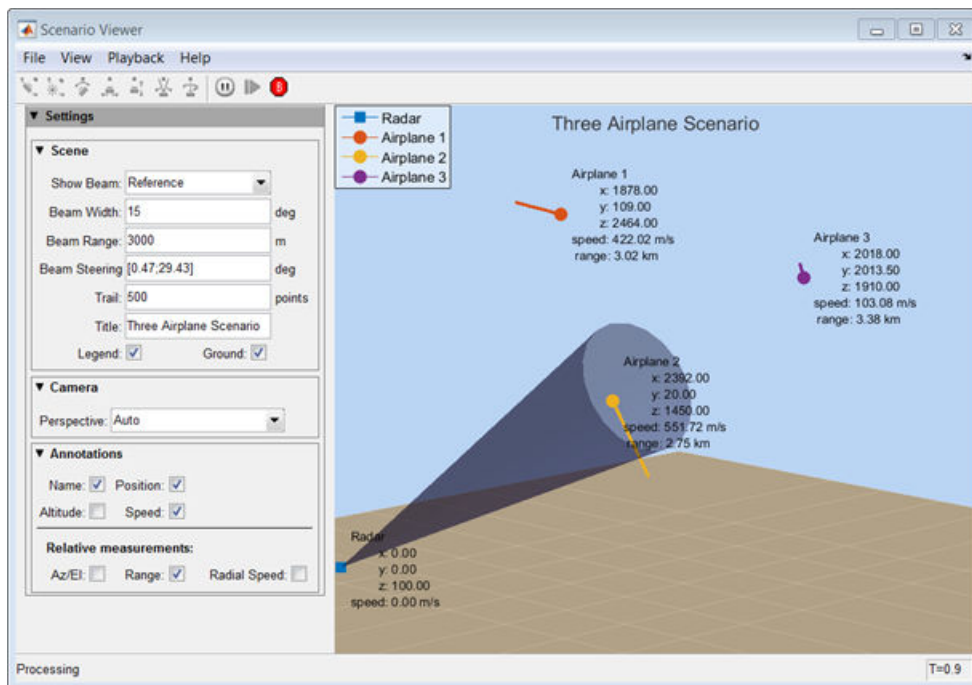 Scenario Viewer
File View Playback Help
▼ Settings
▼ Scene
Show Beam: Reference
Beam Width: 15 deg
Beam Range: 3000 m
Beam Steering [0.47;29.43] deg
Trail: 500 points
Title: Three Airplane Scenario
Legend: Ground:
▼ Camera
Perspective: Auto
▼ Annotations
Name: Position:
Altitude: Speed:
Relative measurements:
Az/El: Range: Radial Speed:
Radar
Airplane 1
Airplane 2
Airplane 3
Three Airplane Scenario
Airplane 1
x: 1878.00
y: 109.00
z: 2464.00
speed: 422.02 m/s
range: 3.02 km
Airplane 3
x: 2018.00
y: 2013.50
z: 1910.00
speed: 103.08 m/s
range: 3.38 km
Airplane 2
x: 2392.00
y: 20.00
z: 1450.00
speed: 551.72 m/s
range: 2.75 km
Radar
x: 0.00
y: 0.00
z: 100.00
speed: 0.00 m/s
Processing
T=0.9